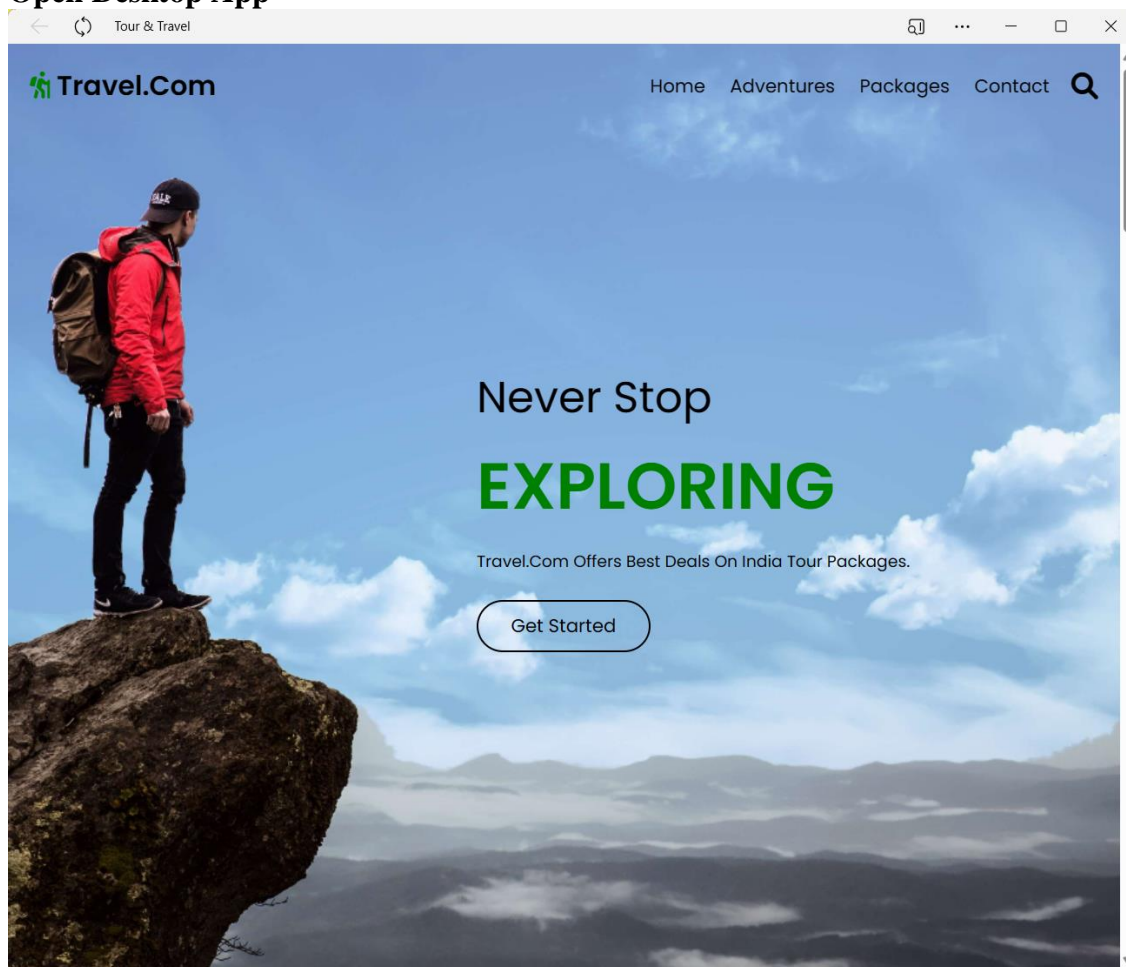 Open Desktop App
Tour & Travel
Travel.Com
Home Adventures Packages Contact
Never Stop
EXPLORING
Travel.Com Offers Best Deals On India Tour Packages.
Get Started